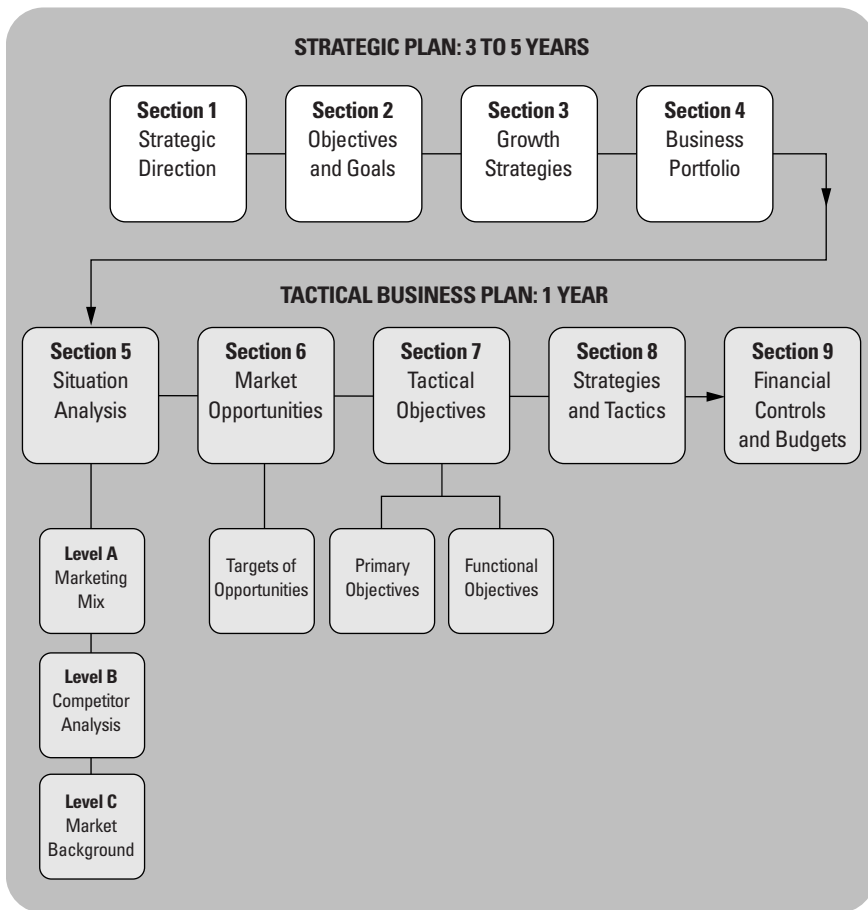 STRATEGIC PLAN: 3 TO 5 YEARS
Section 1
Strategic
Direction
Section 2
Objectives
and Goals
Section 3
Growth
Strategies
Section 4
Business
Portfolio
TACTICAL BUSINESS PLAN: 1 YEAR
Section 5
Situation
Analysis
Section 6
Market
Opportunities
Section 7
Tactical
Objectives
Section 8
Strategies
and Tactics
Section 9
Financial
Controls
and Budgets
Level A
Marketing
Mix
Targets of
Opportunities
Primary
Objectives
Functional
Objectives
Level B
Competitor
Analysis
Level C
Market
Background